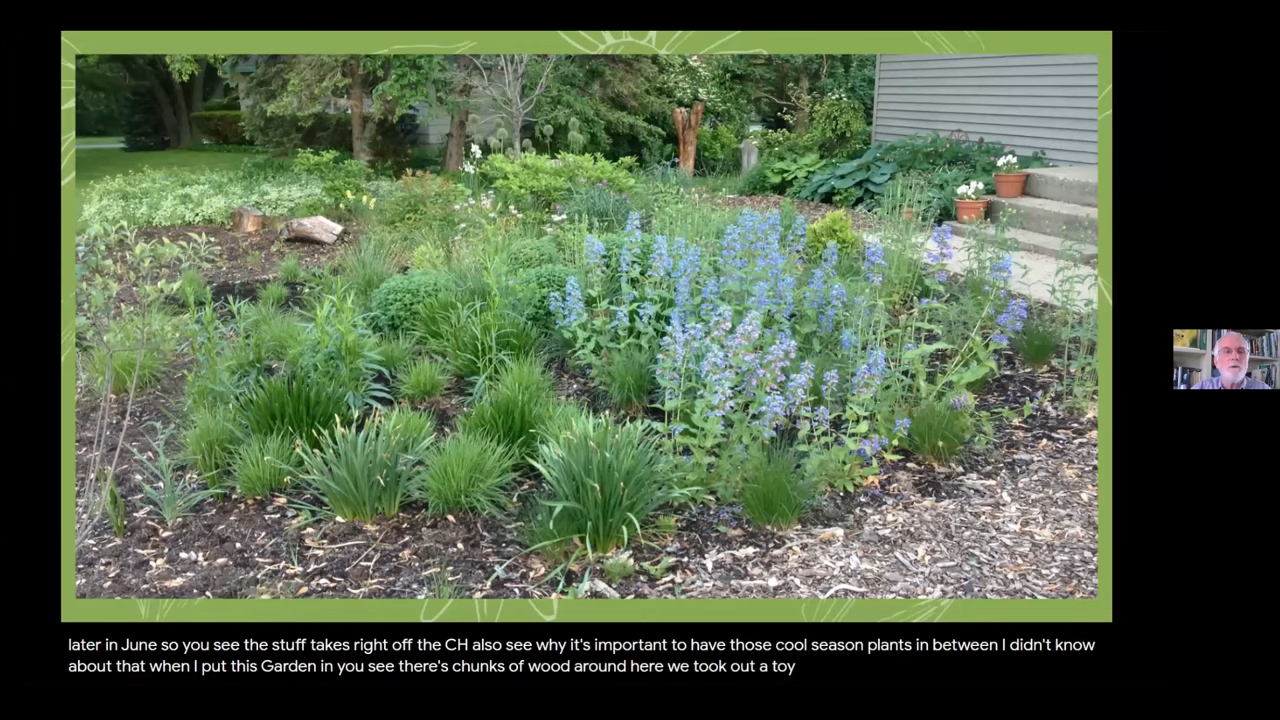 later in June so you see the stuff takes right off the CH also see why it's important to have those cool season plants in between I didn't know
about that when I put this Garden in you see there's chunks of wood around here we took out a toy